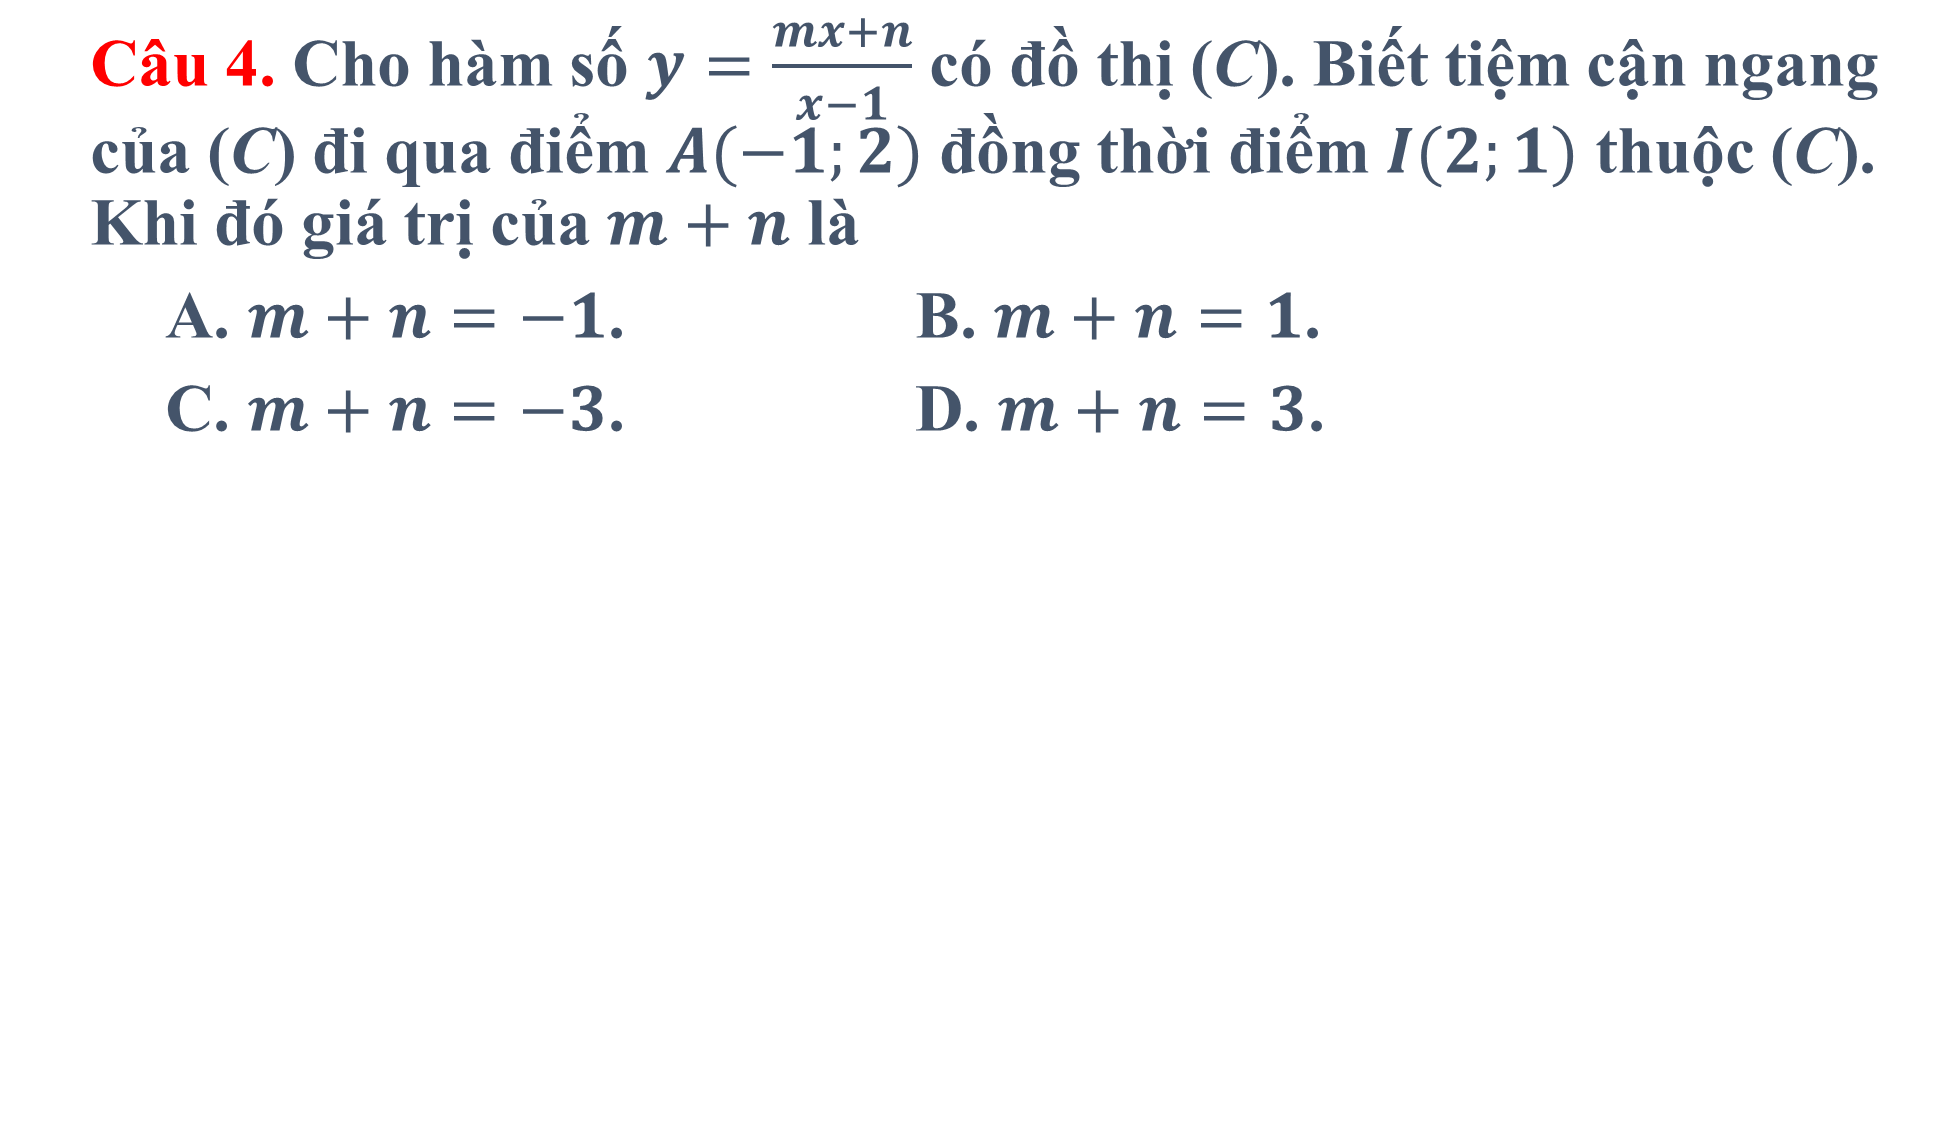 Câu 4. Cho hàm số y = \frac{mx+n}{x-1} có đồ thị (C). Biết tiệm cận ngang
của (C) đi qua điểm A(−1; 2) đồng thời điểm I(2; 1) thuộc (C).
Khi đó giá trị của m + n là
A. m + n = −1. B. m + n = 1.
C. m + n = −3. D. m + n = 3.